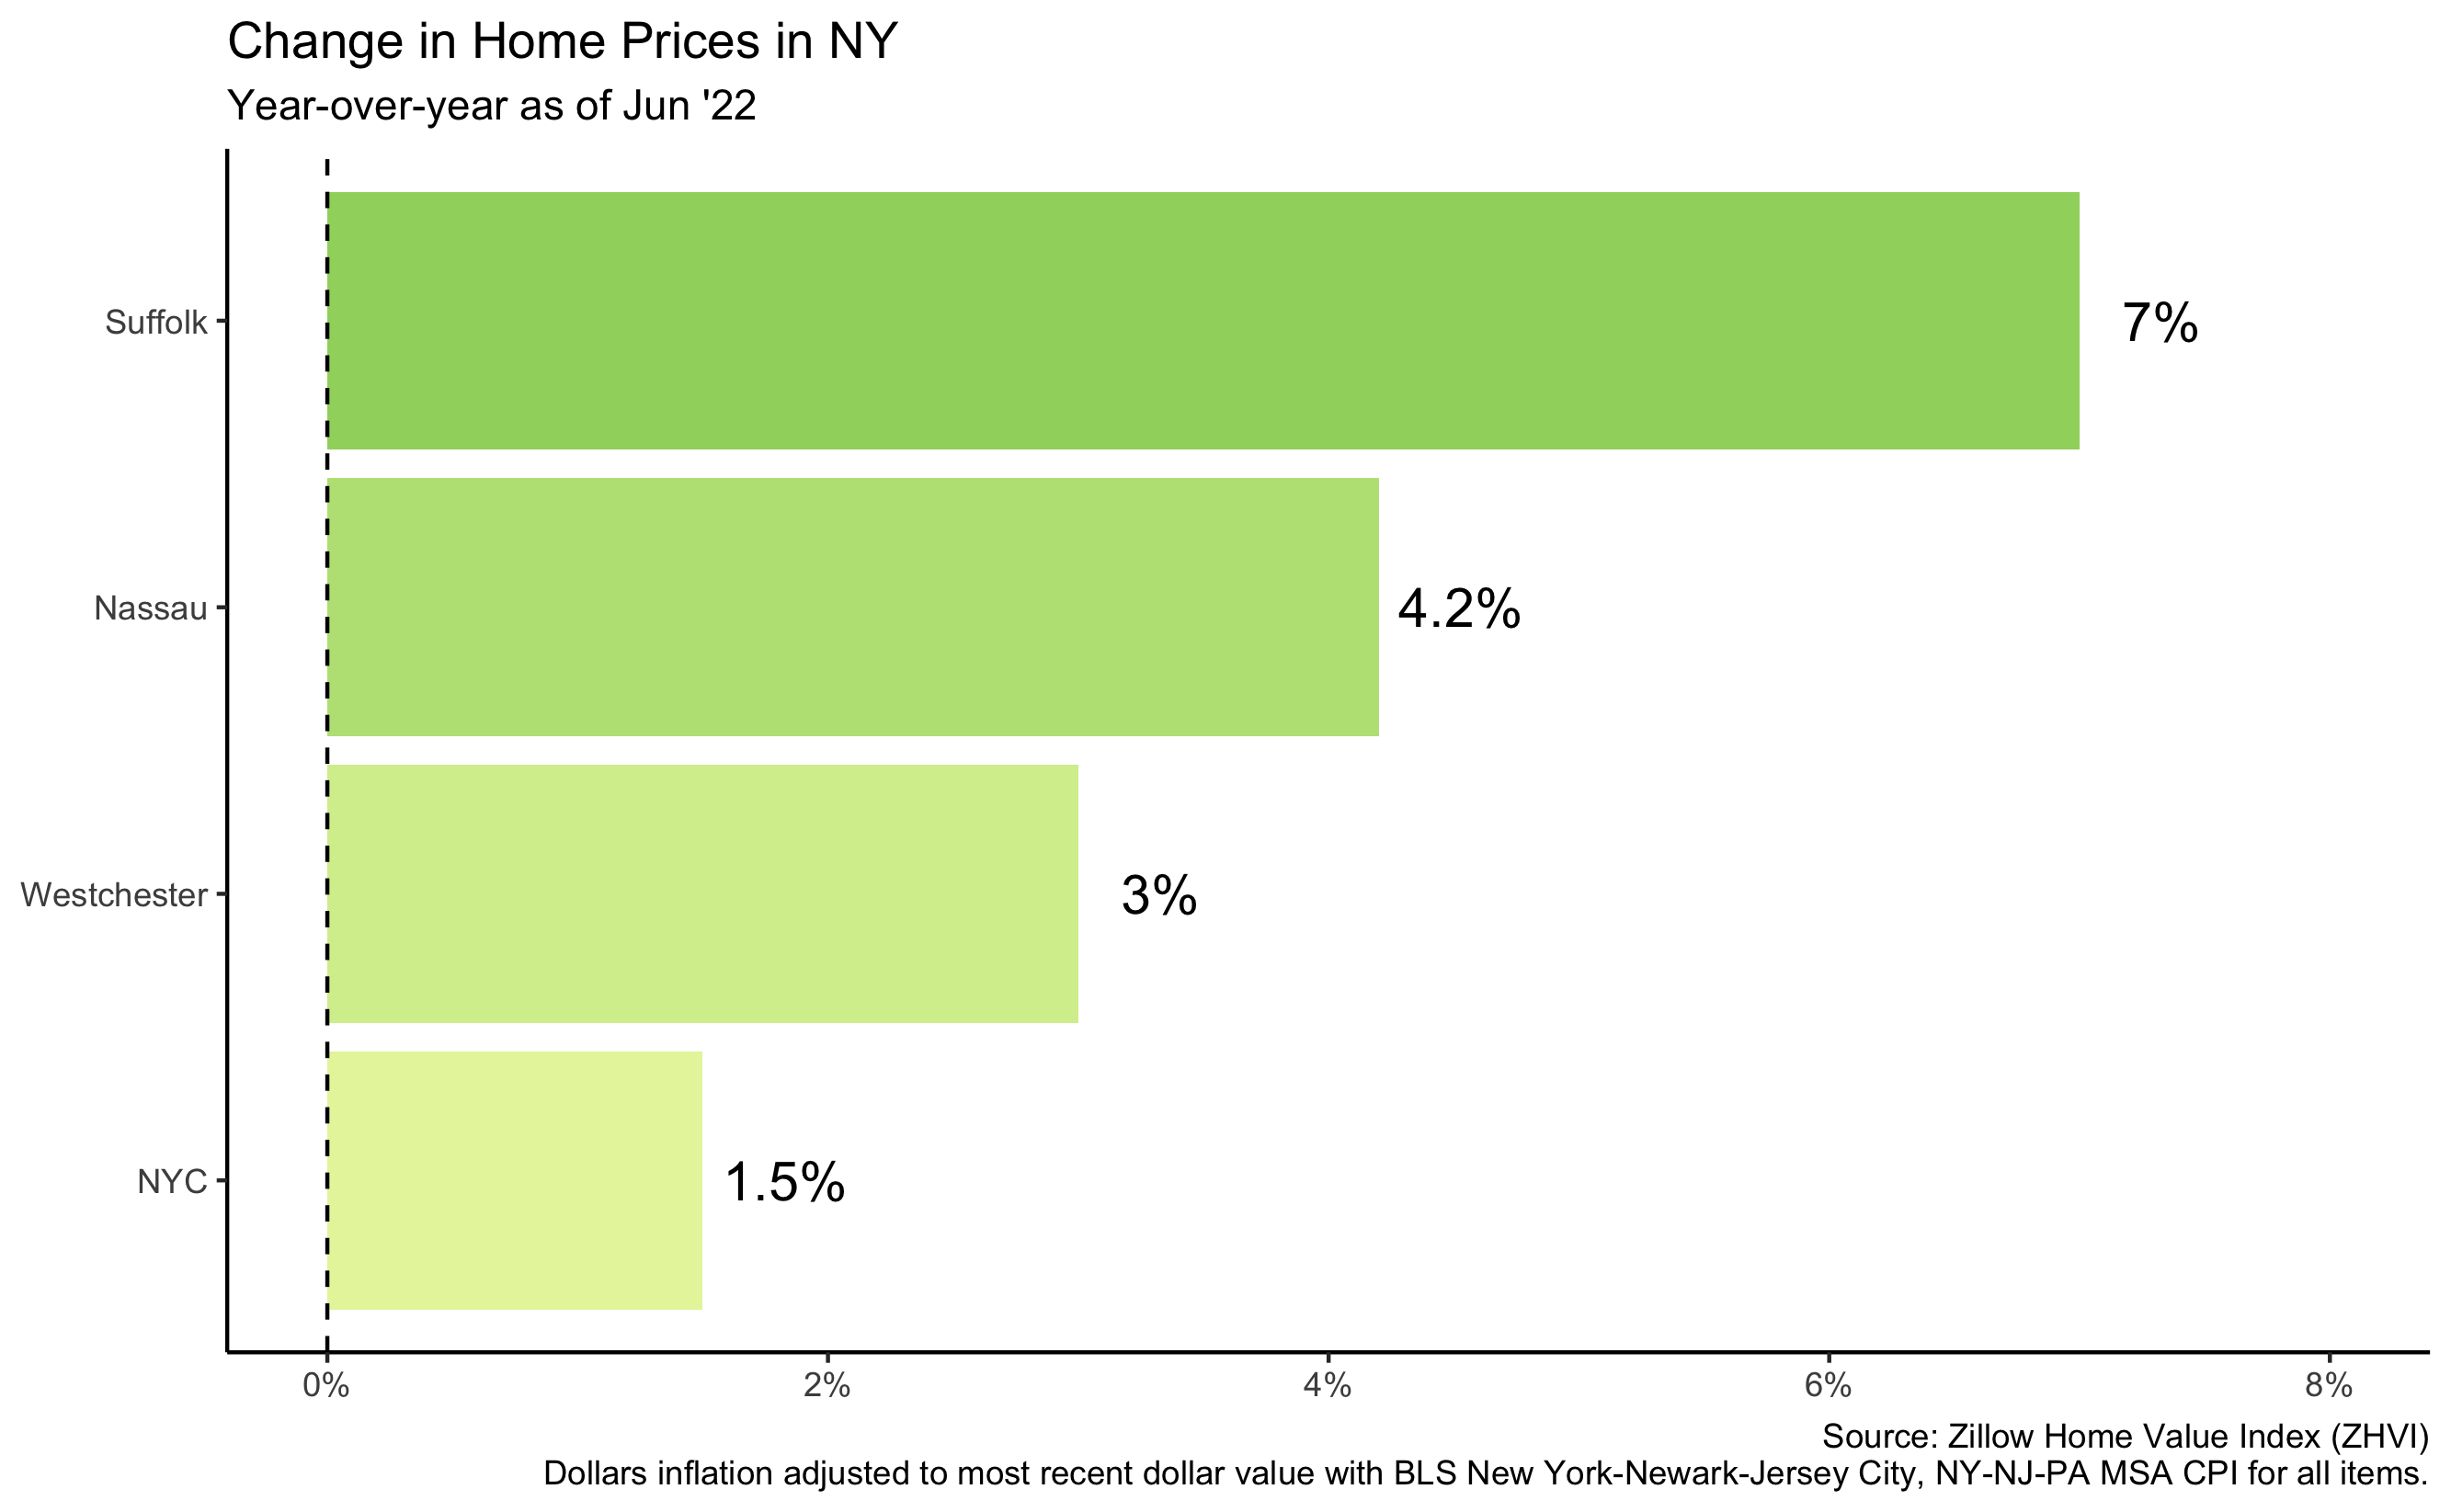 Change in Home Prices in NY
Year-over-year as of Jun '22
Suffolk
7%
Nassau
4.2%
Westchester
3%
NYC
1.5%
0%
2%
4%
6%
8%
Source: Zillow Home Value Index (ZHVI)
Dollars inflation adjusted to most recent dollar value with BLS New York-Newark-Jersey City, NY-NJ-PA MSA CPI for all items.